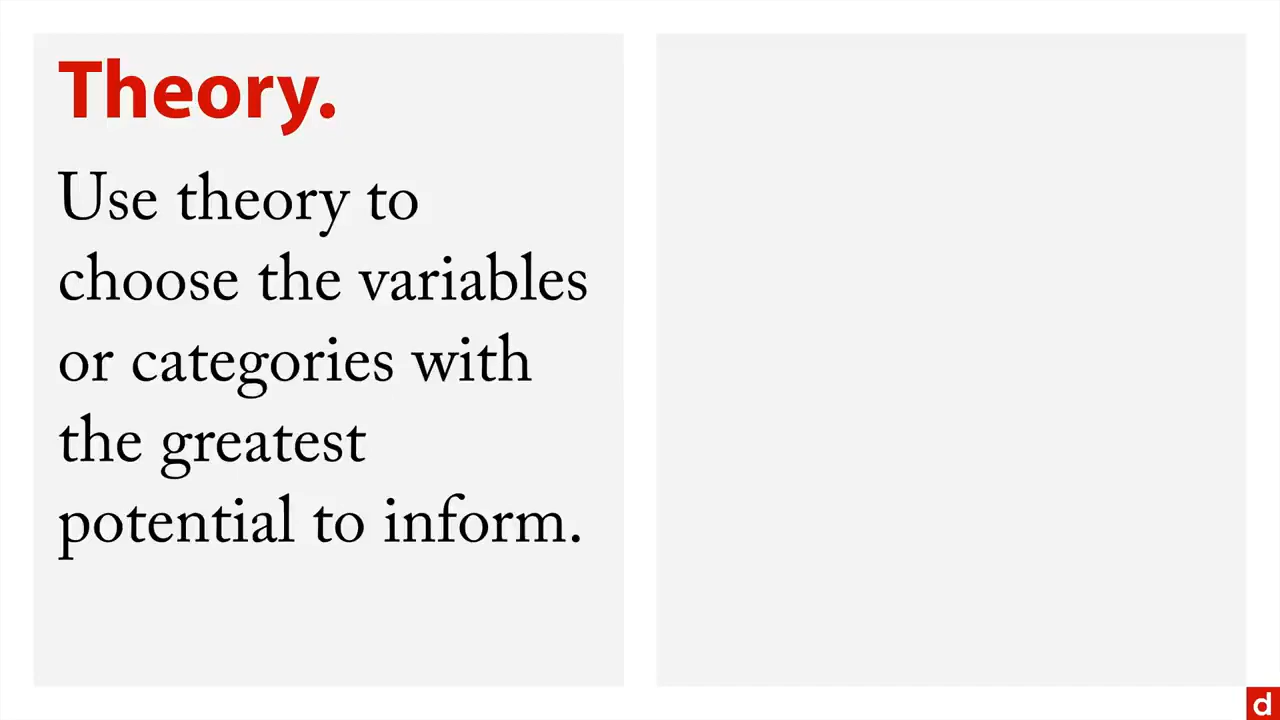 Theory.
Use theory to
choose the variables
or categories with
the greatest
potential to inform.
d